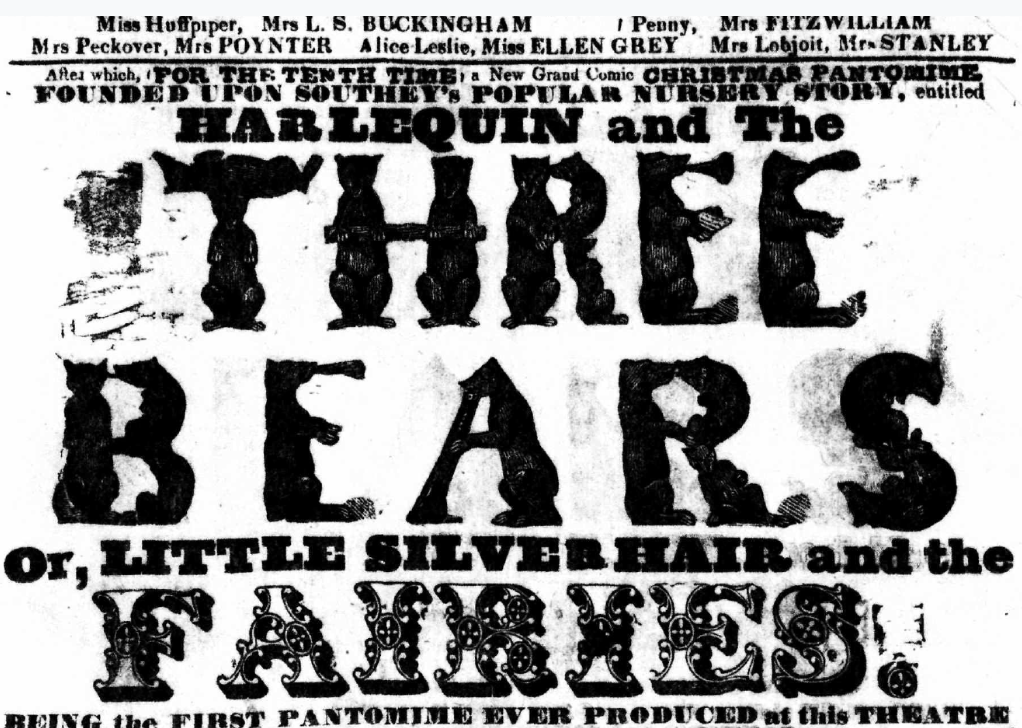 Miss Huffpiper, Mrs L. S. BUCKINGHAM Penny, Mrs FITZWILLIAM
Mrs Peckover, Mrs POYNTER Alice Leslie, Miss ELLEN GREY Mrs Lobjoit, Mrs STANLEY
After which, (FOR THE TENTH TIME) a New Grand Comic CHRISTMAS PANTOMIME,
FOUNDED UPON SOUTHEY's POPULAR NURSERY STORY, entitled
HARLEQUIN and The
THREE
BEARS
Or, LITTLE SILVER HAIR and the
FAIRIES!
BEING the FIRST PANTOMIME EVER PRODUCED at this THEATRE